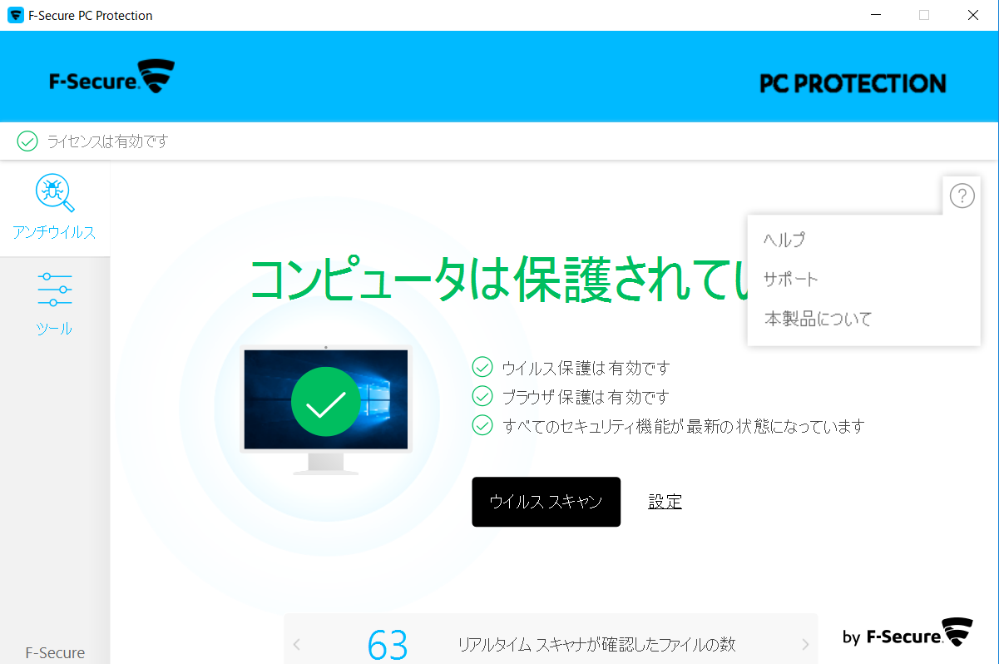 F-Secure PC Protection
F-Secure.
PC PROTECTION
ライセンスは有効です
アンチウイルス
ツール
ヘルプ
サポート
本製品について
コンピュータは保護されてい
ウイルス保護は有効です
ブラウザ保護は有効です
すべてのセキュリティ機能が最新の状態になっています
ウイルス スキャン
設定
63
リアルタイム スキャナが確認したファイルの数
F-Secure
by F-Secure.